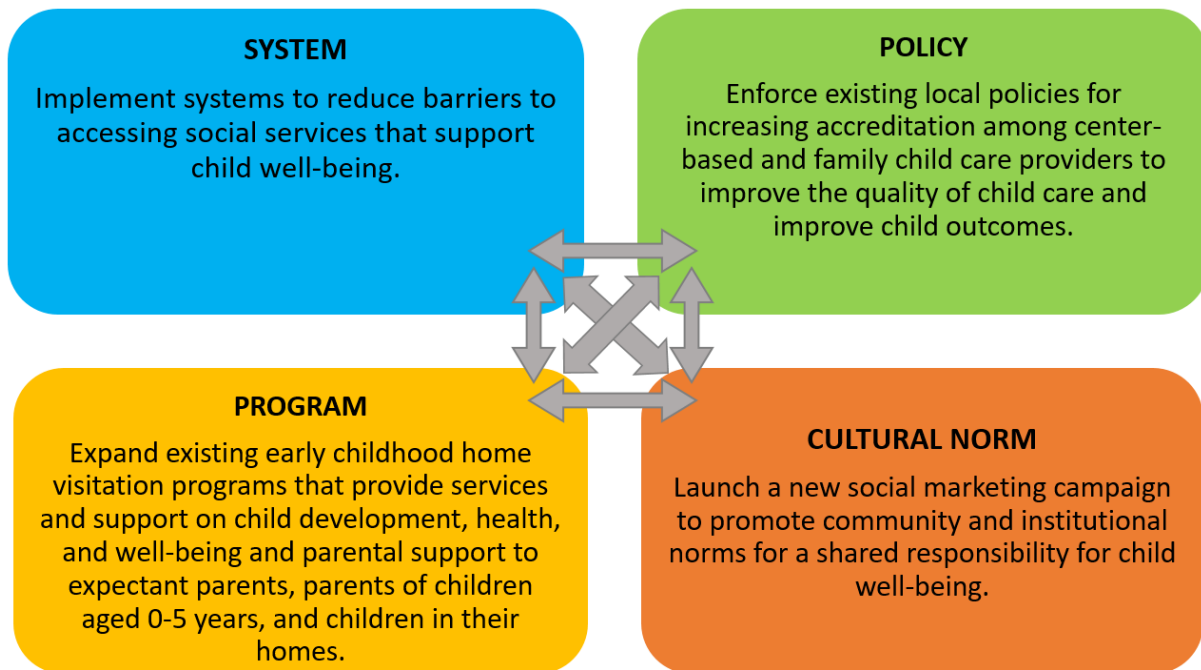 SYSTEM
Implement systems to reduce barriers to
accessing social services that support
child well-being.
POLICY
Enforce existing local policies for
increasing accreditation among center-
based and family child care providers to
improve the quality of child care and
improve child outcomes.
PROGRAM
Expand existing early childhood home
visitation programs that provide services
and support on child development, health,
and well-being and parental support to
expectant parents, parents of children
aged 0-5 years, and children in their
homes.
CULTURAL NORM
Launch a new social marketing campaign
to promote community and institutional
norms for a shared responsibility for child
well-being.